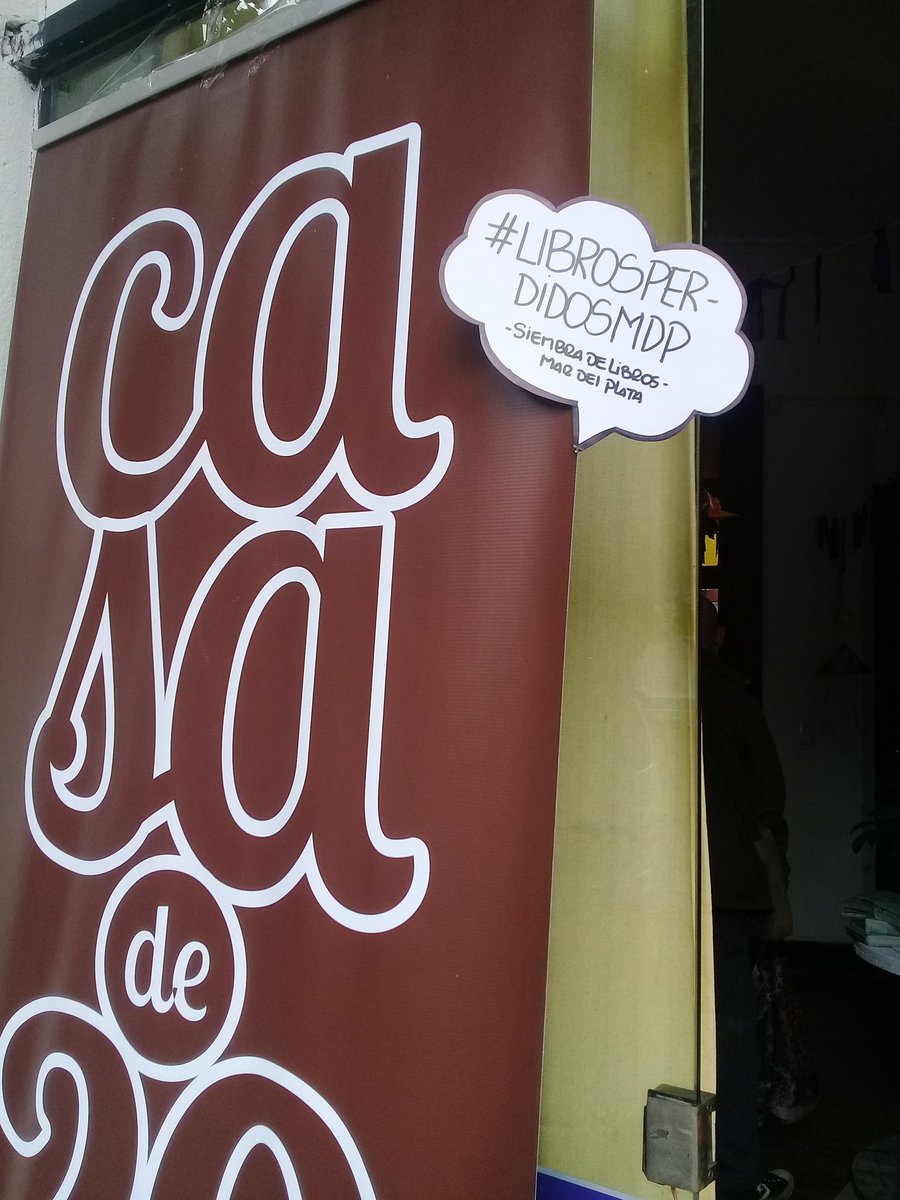 ca
sa
de
#LIBROSPER-
DIDOSMDP
-SIEMBRA DE LIBROS-
MAR DEL PLATA